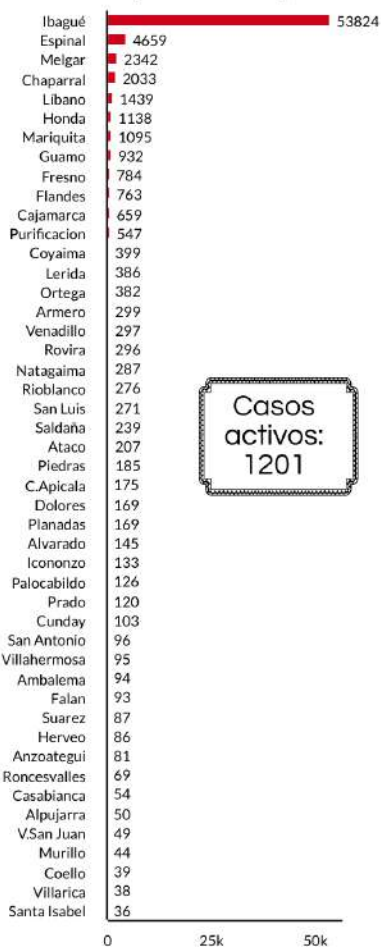 Ibagué 53824
Espinal 4659
Melgar 2342
Chaparral 2033
Líbano 1439
Honda 1138
Mariquita 1095
Guamo 932
Fresno 784
Flandes 763
Cajamarca 659
Purificacion 547
Coyaima 399
Lerida 386
Ortega 382
Armero 299
Venadillo 297
Rovira 296
Natagaima 287
Rioblanco 276
San Luis 271
Saldaña 239
Ataco 207
Piedras 185
C.Apicala 175
Dolores 169
Planadas 169
Alvarado 145
Icononzo 133
Palocabildo 126
Prado 120
Cunday 103
San Antonio 96
Villahermosa 95
Ambalema 94
Falan 93
Suarez 87
Herveo 86
Anzoategui 81
Roncesvalles 69
Casabianca 54
Alpujarra 50
V.San Juan 49
Murillo 44
Coello 39
Villarica 38
Santa Isabel 36
0 25k 50k
Casos
activos:
1201